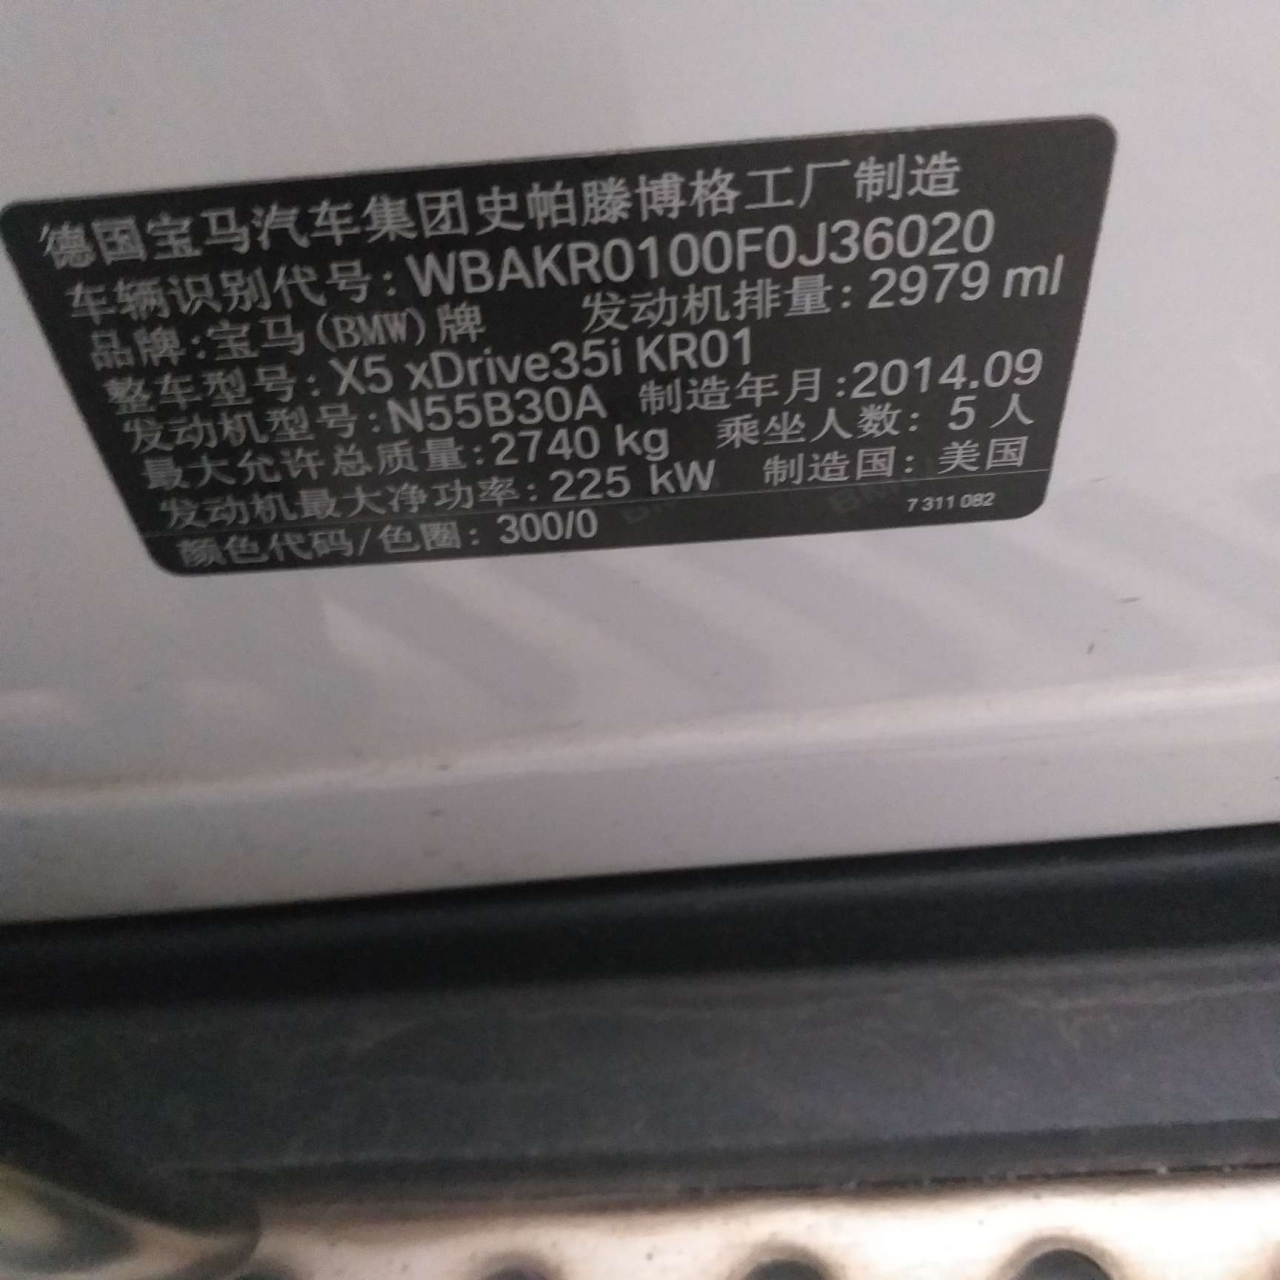 德国宝马汽车集团史帕滕博格工厂制造
车辆识别代号: WBAKR0100F0J36020
品牌:宝马(BMW)牌 发动机排量: 2979 ml
整车型号: X5 xDrive35i KR01
发动机型号:N55B30A 制造年月:2014.09
最大允许总质量:2740 kg 乘坐人数: 5 人
发动机最大净功率:225 kW 制造国: 美国
颜色代码/色圈: 300/0 7 311 082